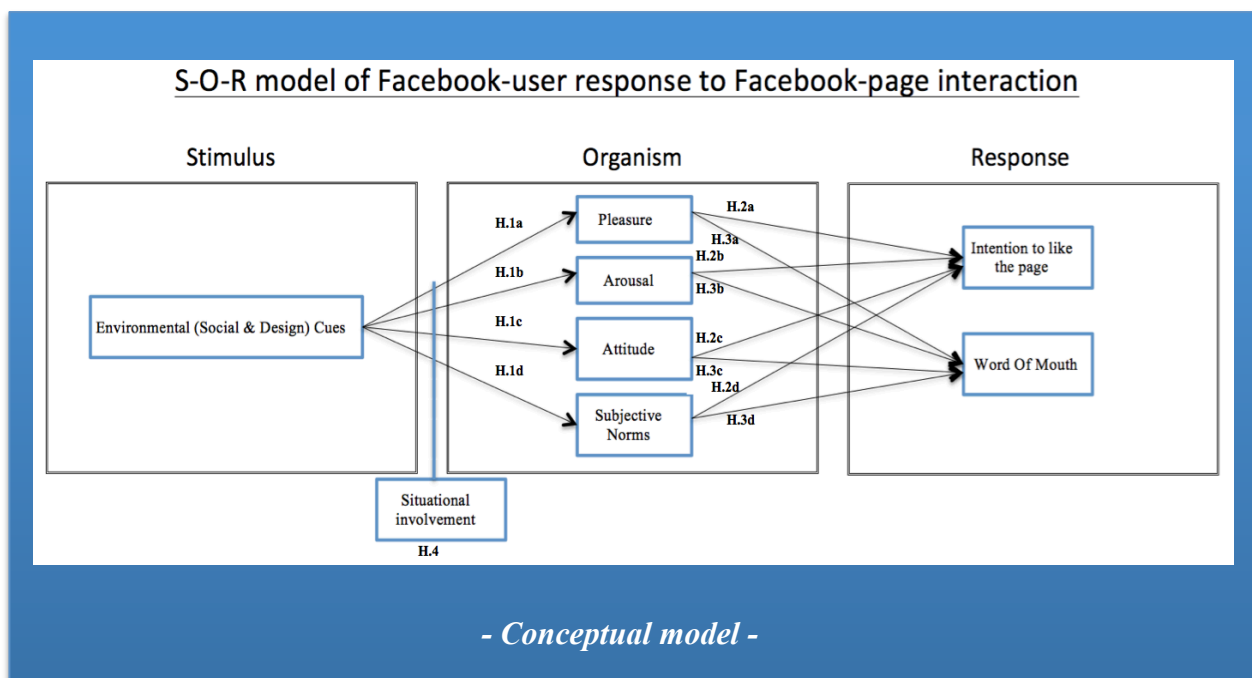 S-O-R model of Facebook-user response to Facebook-page interaction
Stimulus
Organism
Response
H.1a
H.1b
H.1c
H.1d
Environmental (Social & Design) Cues
Pleasure
Arousal
Attitude
Subjective
Norms
H.2a
H.3a
H.2b
H.3b
H.2c
H.3c
H.2d
H.3d
Intention to like
the page
Word Of Mouth
Situational
involvement
H.4
- Conceptual model -